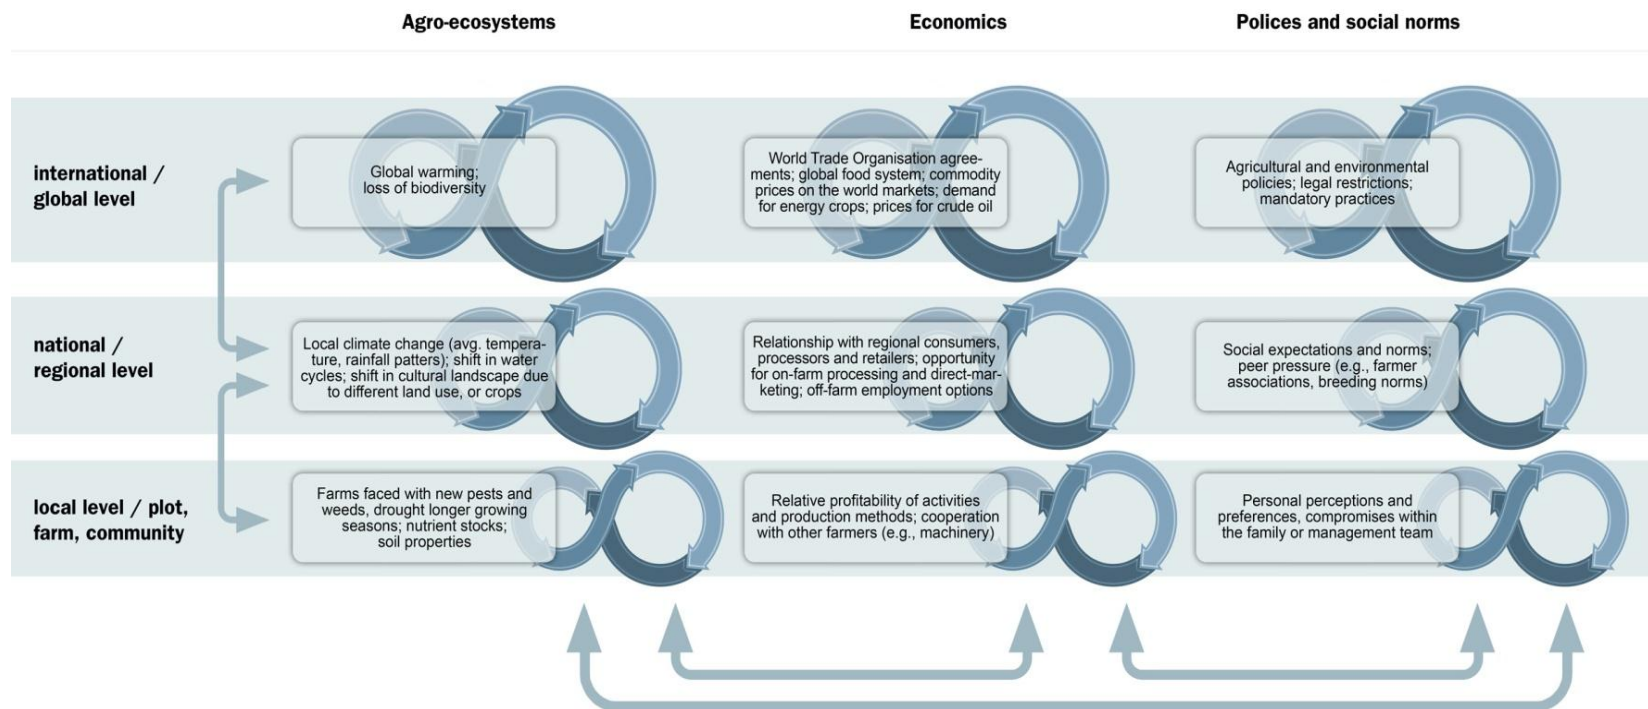 Agro-ecosystems
Economics
Polices and social norms
international /
global level
Global warming;
loss of biodiversity
World Trade Organisation agree-
ments; global food system; commodity
prices on the world markets; demand
for energy crops; prices for crude oil
Agricultural and environmental
policies; legal restrictions;
mandatory practices
national /
regional level
Local climate change (avg. tempera-
ture, rainfall patters); shift in water
cycles; shift in cultural landscape due
to different land use, or crops
Relationship with regional consumers,
processors and retailers; opportunity
for on-farm processing and direct-mar-
keting; off-farm employment options
Social expectations and norms;
peer pressure (e.g., farmer
associations, breeding norms)
local level / plot,
farm, community
Farms faced with new pests and
weeds, drought longer growing
seasons; nutrient stocks;
soil properties
Relative profitability of activities
and production methods; cooperation
with other farmers (e.g., machinery)
Personal perceptions and
preferences, compromises within
the family or management team